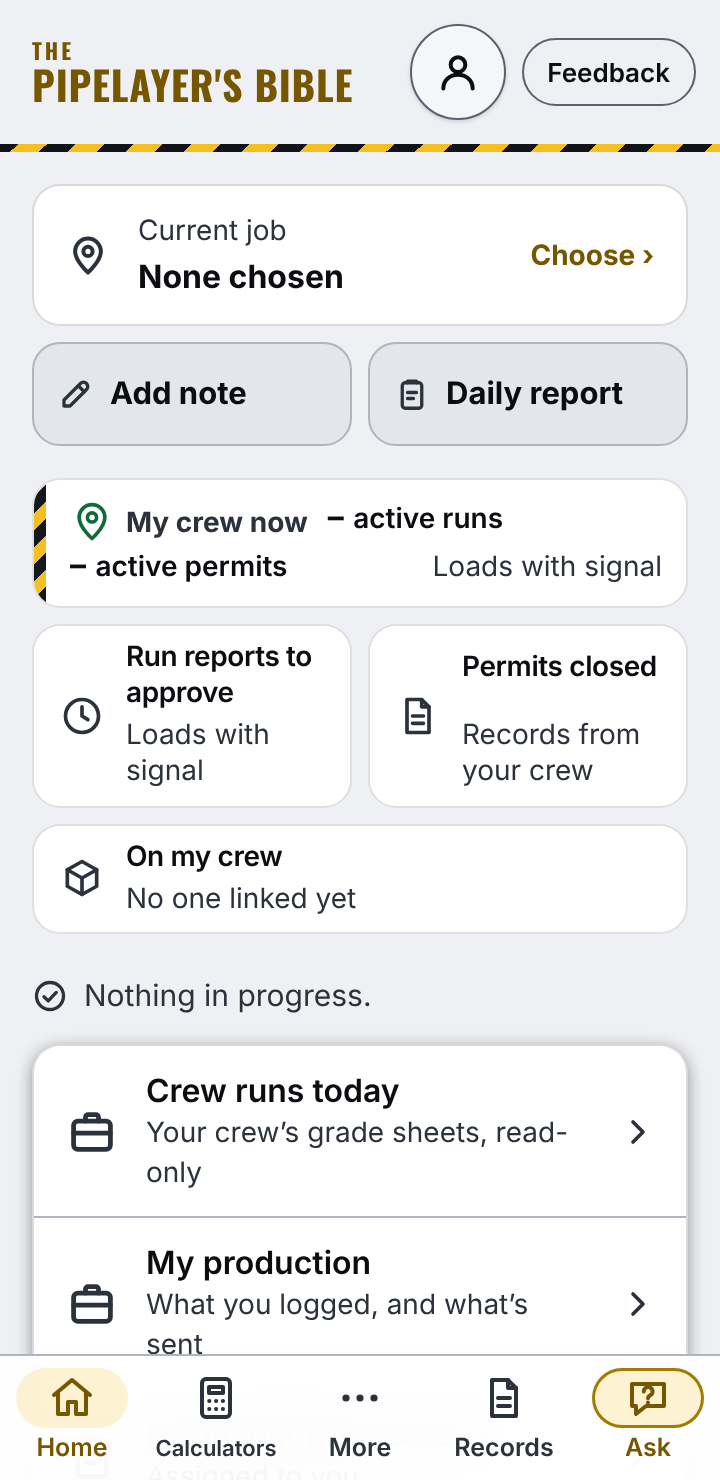 THE
PIPELAYER'S BIBLE
Feedback
Current job
None chosen
Choose ›
Add note
Daily report
My crew now
– active runs
– active permits
Loads with signal
Run reports to
approve
Loads with
signal
Permits closed
Records from
your crew
On my crew
No one linked yet
Nothing in progress.
Crew runs today
Your crew’s grade sheets, read-
only
My production
What you logged, and what’s
sent
Assigned to you
Home
Calculators
More
Records
Ask